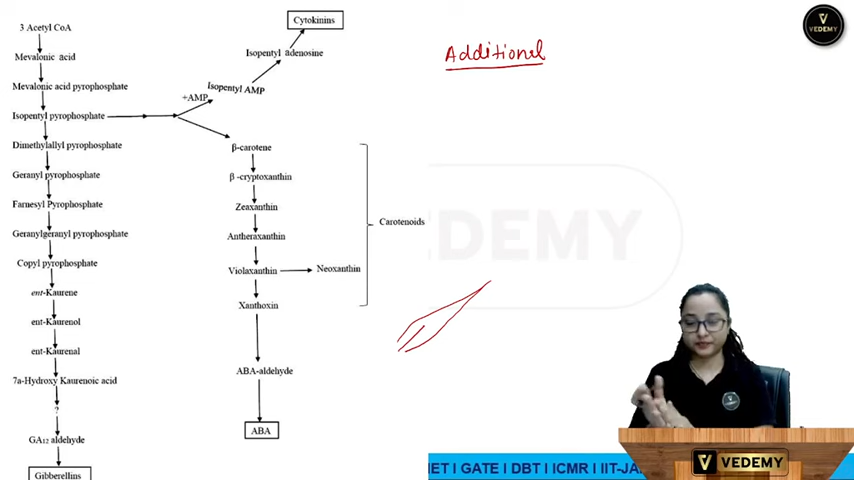 3 Acetyl CoA
Mevalonic acid
Mevalonic acid pyrophosphate
Isopentyl pyrophosphate
Dimethylallyl pyrophosphate
Geranyl pyrophosphate
Farnesyl Pyrophosphate
Geranylgeranyl pyrophosphate
Copyl pyrophosphate
ent-Kaurene
ent-Kaurenol
ent-Kaurenal
7a-Hydroxy Kaurenoic acid
?
GA12 aldehyde
Gibberellins
+AMP
Isopentyl AMP
Isopentyl adenosine
Cytokinins
β-carotene
β-cryptoxanthin
Zeaxanthin
Antheraxanthin
Violaxanthin
Neoxanthin
Xanthoxin
ABA-aldehyde
ABA
Carotenoids
Additional
VEDEMY
EDEMY
VEDEMY
NET I GATE I DBT I ICMR I IIT-JA